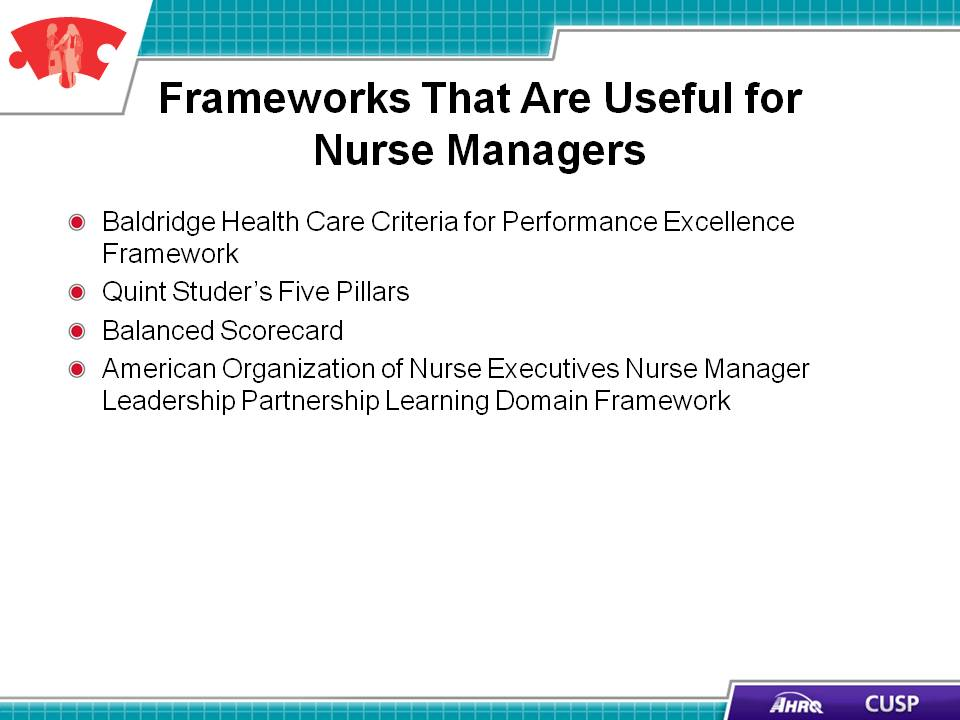 Frameworks That Are Useful for
Nurse Managers
Baldridge Health Care Criteria for Performance Excellence
Framework
Quint Studer's Five Pillars
Balanced Scorecard
American Organization of Nurse Executives Nurse Manager
Leadership Partnership Learning Domain Framework
AHRQ
CUSP